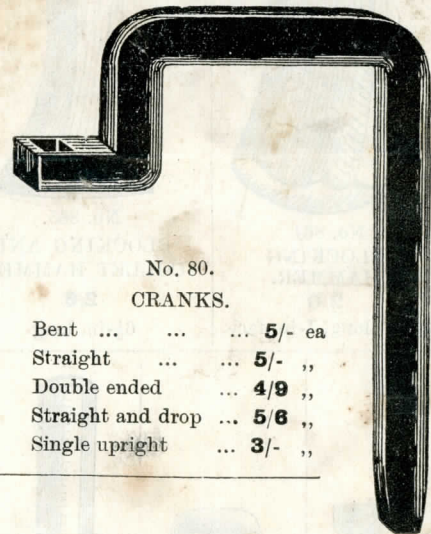 No. 80.
CRANKS.
Bent ... ... ... 5/- ea
Straight ... ... 5/- ,,
Double ended ... 4/9 ,,
Straight and drop ... 5/6 ,,
Single upright ... 3/- ,,